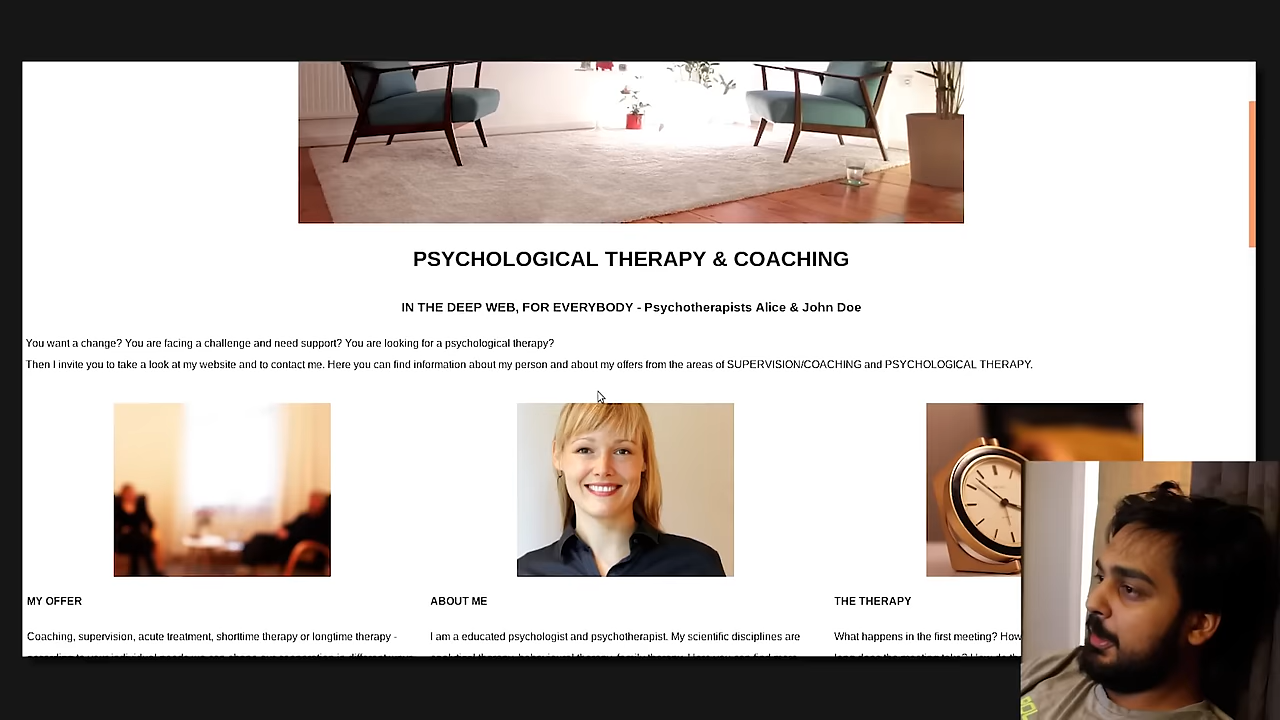 PSYCHOLOGICAL THERAPY & COACHING
IN THE DEEP WEB, FOR EVERYBODY - Psychotherapists Alice & John Doe
You want a change? You are facing a challenge and need support? You are looking for a psychological therapy?
Then I invite you to take a look at my website and to contact me. Here you can find information about my person and about my offers from the areas of SUPERVISION/COACHING and PSYCHOLOGICAL THERAPY.
MY OFFER
Coaching, supervision, acute treatment, shorttime therapy or longtime therapy -
ABOUT ME
I am a educated psychologist and psychotherapist. My scientific disciplines are
THE THERAPY
What happens in the first meeting? How